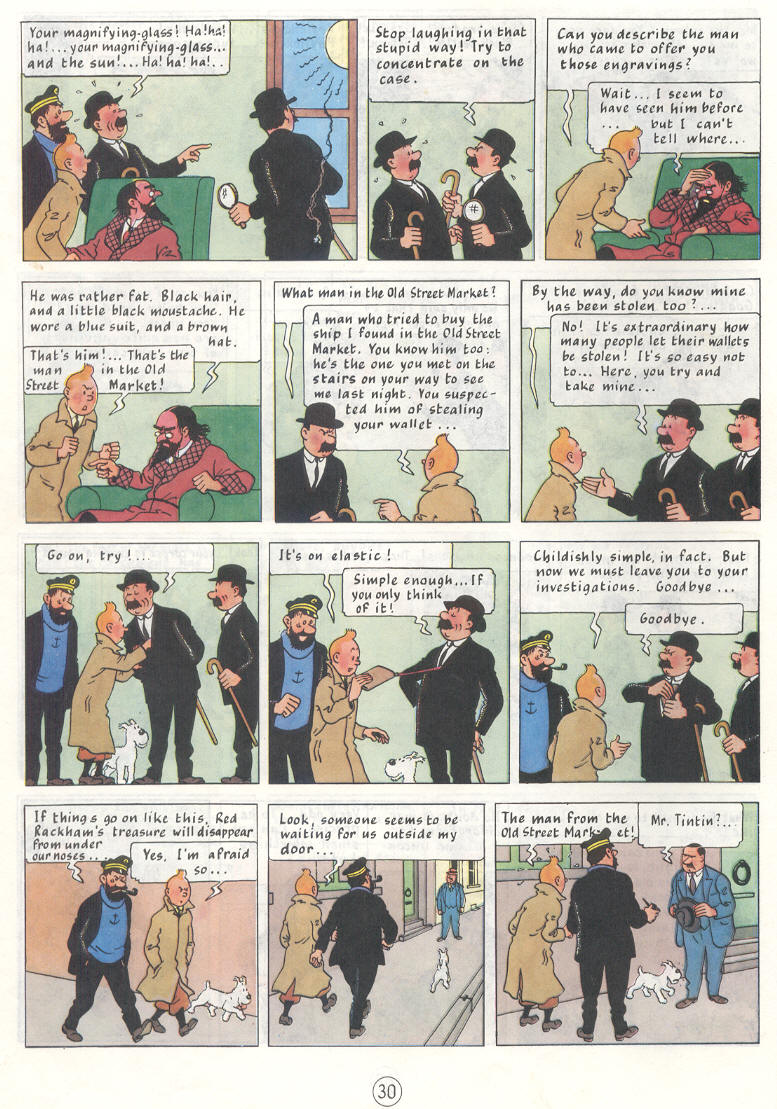 Your magnifying-glass! Ha!ha!
ha!... your magnifying-glass...
and the sun!... Ha! ha! ha!..
Stop laughing in that
stupid way! Try to
concentrate on the
case.
Can you describe the man
who came to offer you
those engravings?
Wait... I seem to
have seen him before
... but I can't
tell where...
He was rather fat. Black hair,
and a little black moustache. He
wore a blue suit, and a brown
hat.
That's him!... That's the
man in the Old
Street Market!
What man in the Old Street Market?
A man who tried to buy the
ship I found in the Old Street
Market. You know him too:
he's the one you met on the
stairs on your way to see
me last night. You suspec-
ted him of stealing
your wallet ...
By the way, do you know mine
has been stolen too?...
No! It's extraordinary how
many people let their wallets
be stolen! It's so easy not
to... Here, you try and
take mine...
Go on, try!...
It's on elastic!
Simple enough... If
you only think
of it!
Childishly simple, in fact. But
now we must leave you to your
investigations. Goodbye...
Goodbye.
If things go on like this, Red
Rackham's treasure will disappear
from under
our noses...
Yes, I'm afraid
so...
Look, someone seems to be
waiting for us outside my
door...
The man from the
Old Street Market!
Mr. Tintin?...
30